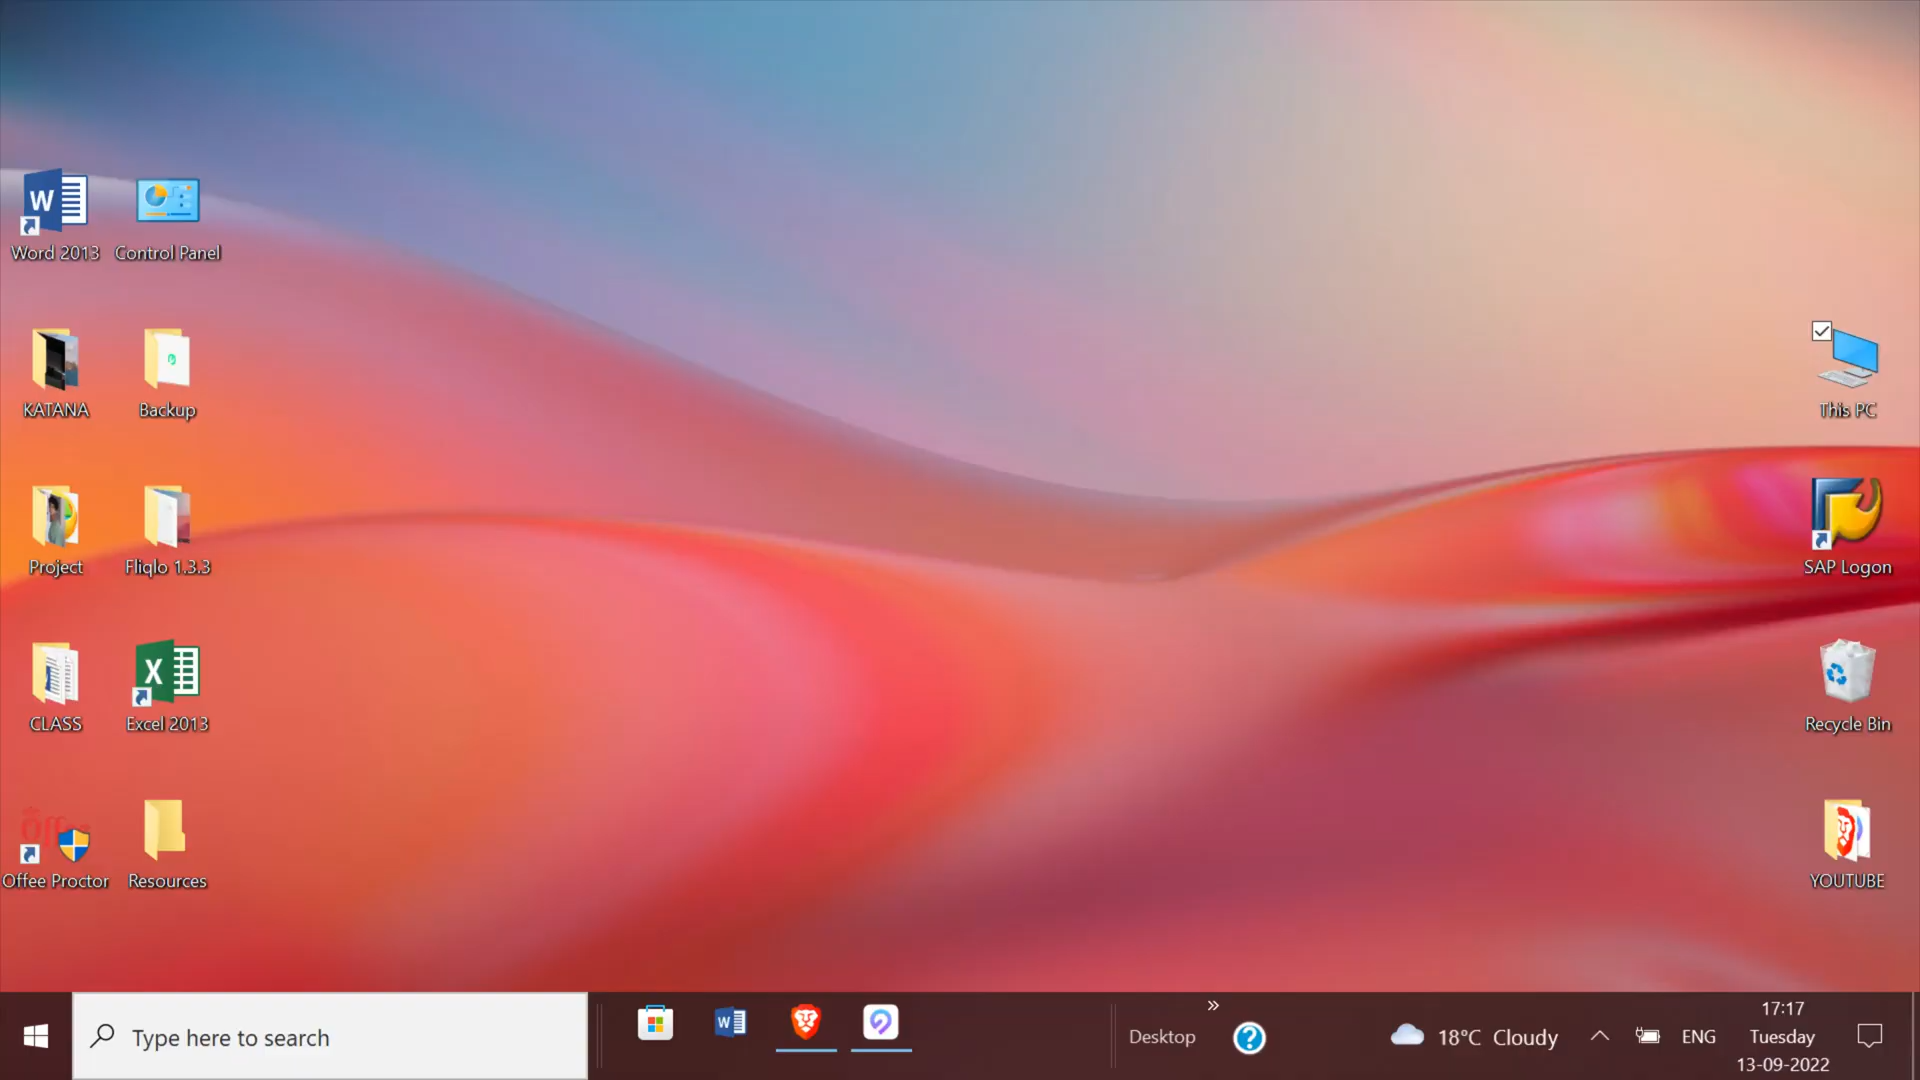 Word 2013
Control Panel
KATANA
Backup
This PC
Project
Fliqlo 1.3.3
SAP Logon
CLASS
Excel 2013
Recycle Bin
Offee
Offee Proctor
Resources
YOUTUBE
Type here to search
Desktop
»
18°C Cloudy
ENG
17:17
Tuesday
13-09-2022